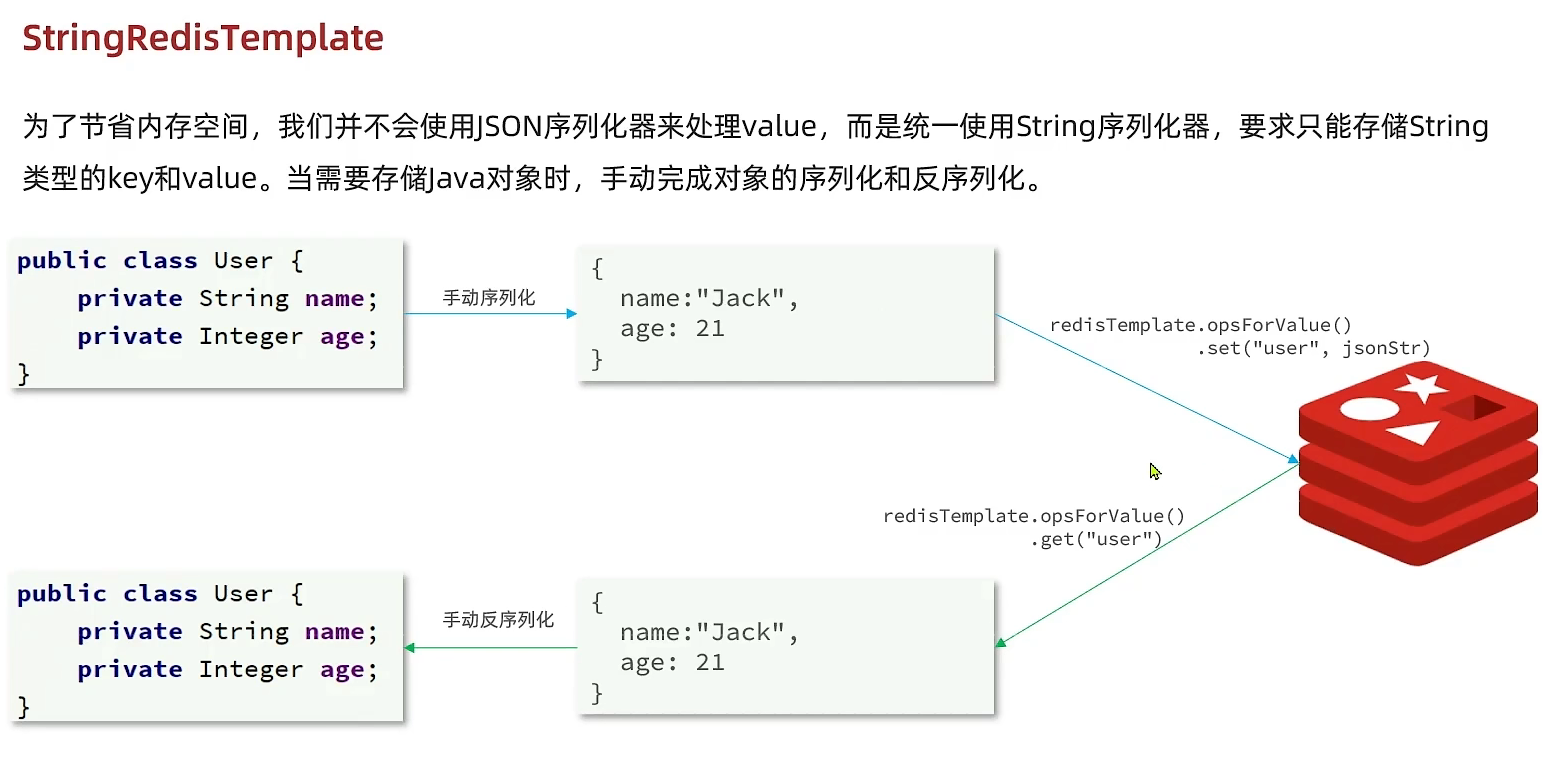 StringRedisTemplate
为了节省内存空间，我们并不会使用JSON序列化器来处理value，而是统一使用String序列化器，要求只能存储String
类型的key和value。当需要存储Java对象时，手动完成对象的序列化和反序列化。
public class User {
    private String name;
    private Integer age;
}
手动序列化
{
  name:"Jack",
  age: 21
}
redisTemplate.opsForValue()
.set("user", jsonStr)
redisTemplate.opsForValue()
.get("user")
public class User {
    private String name;
    private Integer age;
}
手动反序列化
{
  name:"Jack",
  age: 21
}